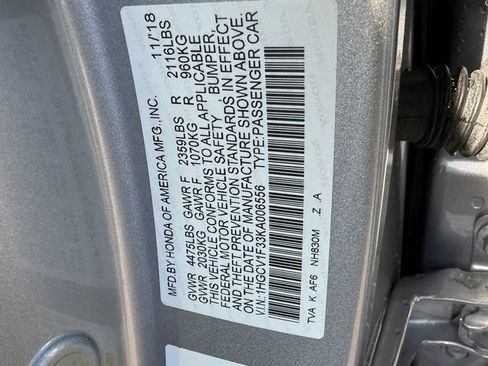 MFD BY HONDA OF AMERICA MFG., INC. 11/18
GVWR 4475LBS GAWR F 2359LBS R 2116LBS
GVWR 2030KG GAWR F 1070KG R 960KG
THIS VEHICLE CONFORMS TO ALL APPLICABLE
FEDERAL MOTOR VEHICLE SAFETY, BUMPER,
AND THEFT PREVENTION STANDARDS IN EFFECT
ON THE DATE OF MANUFACTURE SHOWN ABOVE.
VIN:1HGCV1F33KA006556 TYPE:PASSENGER CAR
TVA K AF6 NH830M Z .A